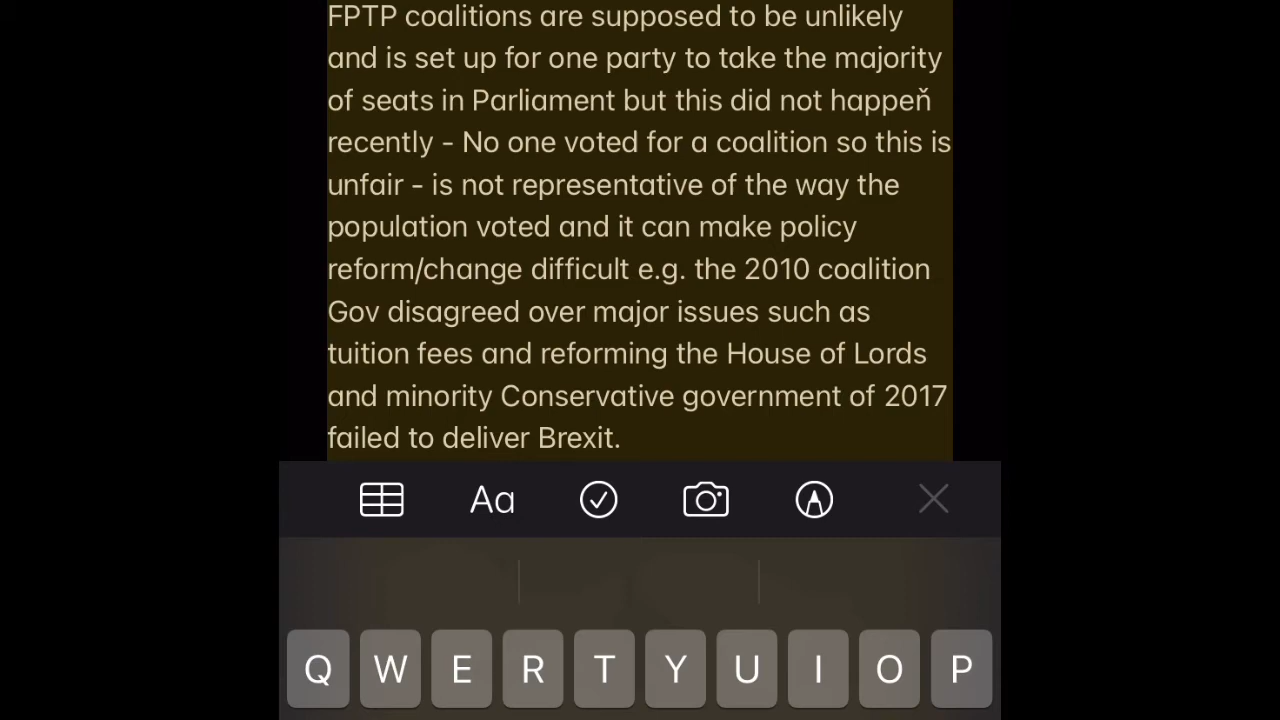 FPTP coalitions are supposed to be unlikely
and is set up for one party to take the majority
of seats in Parliament but this did not happeň
recently - No one voted for a coalition so this is
unfair - is not representative of the way the
population voted and it can make policy
reform/change difficult e.g. the 2010 coalition
Gov disagreed over major issues such as
tuition fees and reforming the House of Lords
and minority Conservative government of 2017
failed to deliver Brexit.
Aa
Q W E R T Y U I O P